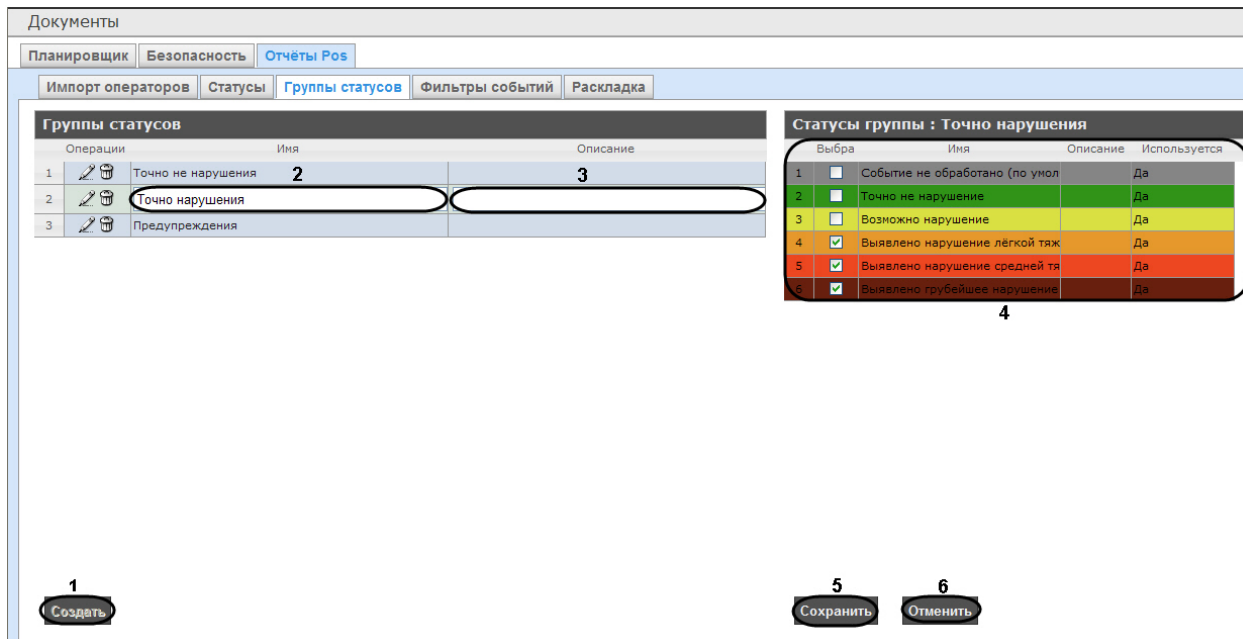 Документы
Планировщик Безопасность Отчёты Pos
Импорт операторов Статусы Группы статусов Фильтры событий Раскладка
Группы статусов
Операции Имя Описание
1 Точно не нарушения 2 3
2 Точно нарушения
3 Предупреждения
Статусы группы : Точно нарушения
Выбра Имя Описание Используется
1 Событие не обработано (по умол Да
2 Точно не нарушение Да
3 Возможно нарушение Да
4 Выявлено нарушение лёгкой тяж Да
5 Выявлено нарушение средней тя Да
6 Выявлено грубейшее нарушение Да
4
1 5 6
Создать Сохранить Отменить